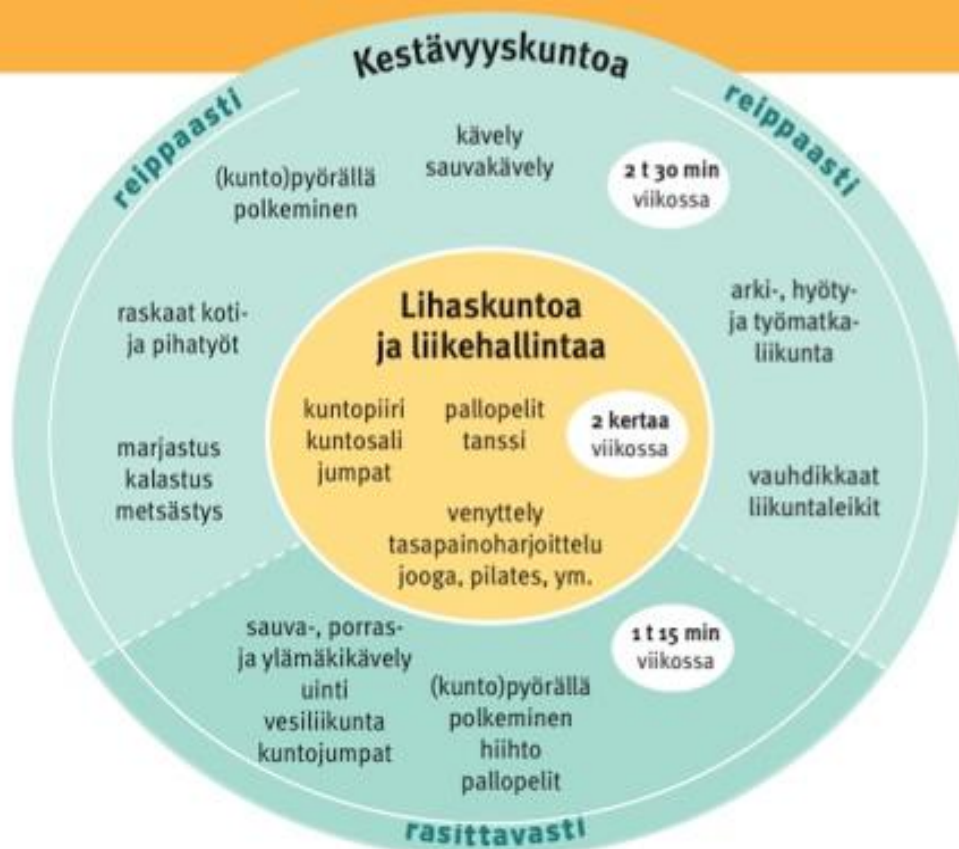 Kestävyyskuntoa
reippaasti
reippaasti
kävely
sauvakävely
(kunto)pyörällä
polkeminen
2 t 30 min
viikossa
raskaat koti-
ja pihatyöt
arki-, hyöty-
ja työmatka-
liikunta
marjastus
kalastus
metsästys
vauhdikkaat
liikuntaleikit
Lihaskuntoa
ja liikehallintaa
kuntopiiri
kuntosali
jumpat
pallopelit
tanssi
2 kertaa
viikossa
venyttely
tasapainoharjoittelu
jooga, pilates, ym.
sauva-, porras-
ja ylämäkikävely
uinti
vesiliikunta
kuntojumpat
(kunto)pyörällä
polkeminen
hiihto
pallopelit
1 t 15 min
viikossa
rasittavasti